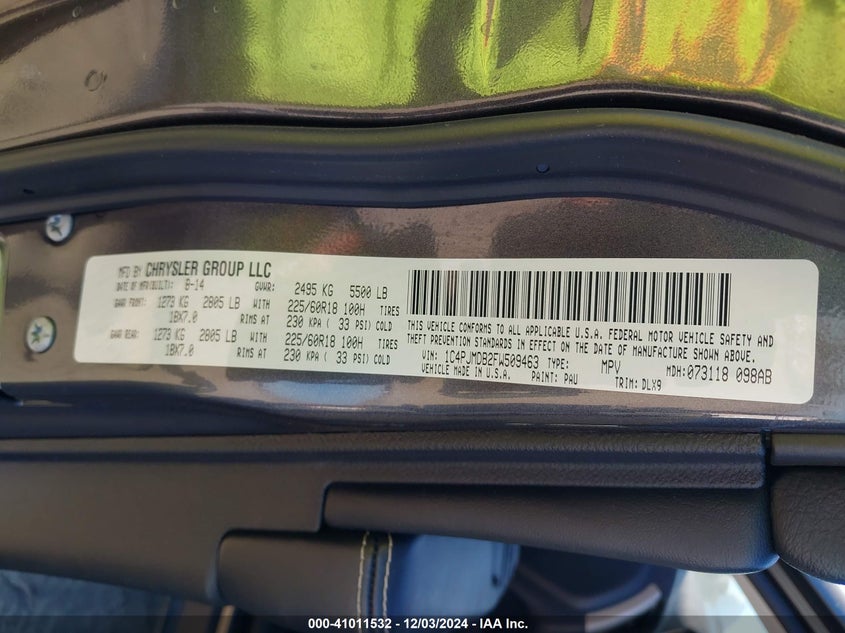 MFD BY CHRYSLER GROUP LLC
DATE OF MFR(BUILT): 8-14 GVWR: 2495 KG 5500 LB
GAWR FRONT: 1273 KG 2805 LB WITH 225/60R18 100H TIRES
18X7.0 RIMS AT 230 KPA ( 33 PSI) COLD
GAWR REAR: 1273 KG 2805 LB WITH 225/60R18 100H TIRES
18X7.0 RIMS AT 230 KPA ( 33 PSI) COLD
THIS VEHICLE CONFORMS TO ALL APPLICABLE U.S.A. FEDERAL MOTOR VEHICLE SAFETY AND
THEFT PREVENTION STANDARDS IN EFFECT ON THE DATE OF MANUFACTURE SHOWN ABOVE.
VIN: 1C4PJMDB2FW509463 TYPE: MPV MDH: 073118 098AB
VEHICLE MADE IN U.S.A. PAINT: PAU TRIM: DLX9
000-41011532 - 12/03/2024 - IAA Inc.